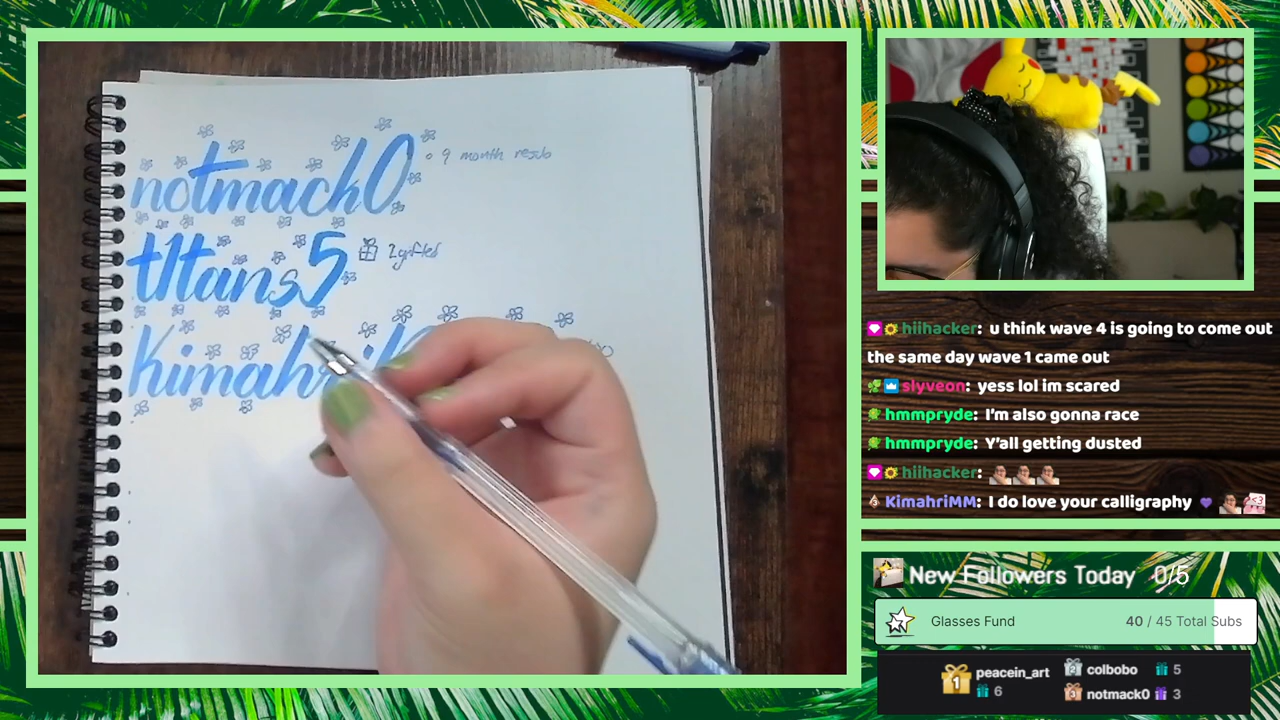 notmack0
9 month resub
t1tans5
2 gifted
hiihacker: u think wave 4 is going to come out
the same day wave 1 came out
slyveon: yess lol im scared
hmmpryde: I'm also gonna race
hmmpryde: Y'all getting dusted
hiihacker:
KimahriMM: I do love your calligraphy
New Followers Today 0/5
Glasses Fund 40 / 45 Total Subs
1 peacein_art 6
2 colbobo 5
3 notmack0 3